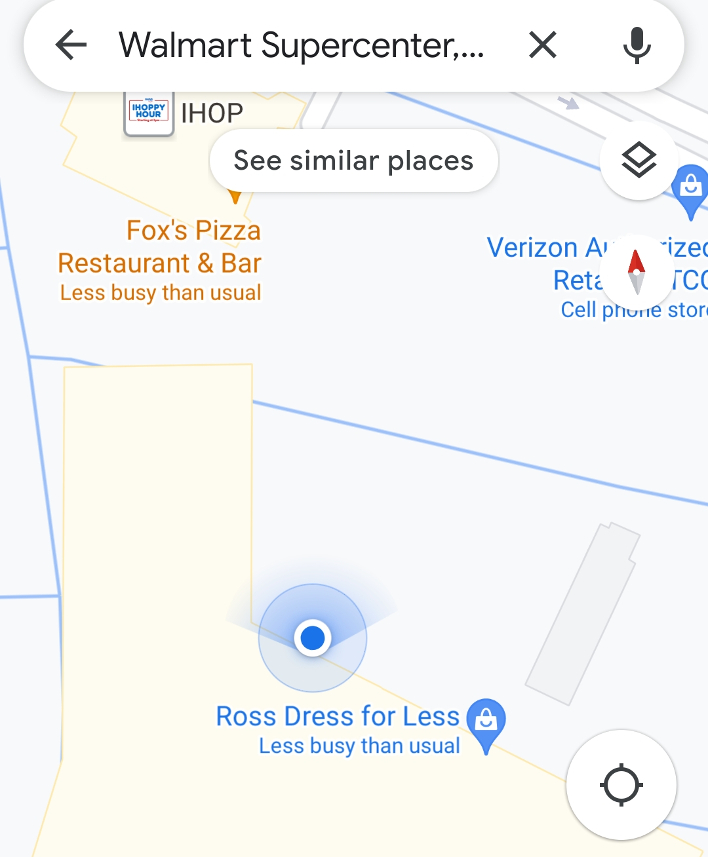 Walmart Supercenter,...
IHOPPY
HOUR
IHOP
See similar places
Fox's Pizza
Restaurant & Bar
Less busy than usual
Verizon
Cell phone store
Ross Dress for Less
Less busy than usual